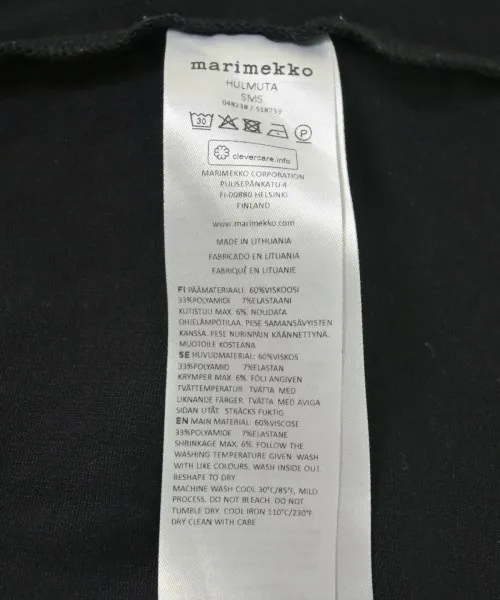 marimekko
HULMUTA
SMS
048238 / 518739
30
P
clevercare.info
MARIMEKKO CORPORATION
PUUSEPÄNKATU 4
FI-00880 HELSINKI
FINLAND
www.marimekko.com
MADE IN LITHUANIA
FABRICADO EN LITUANIA
FABRIQUÉ EN LITUANIE
FI PÄÄMATERIAALI: 60%VISKOOSI
33%POLYAMIDI 7%ELASTAANI
KUTISTUU MAX. 6%. NOUDATA
OHJELÄMPÖTILAA. PESE SAMANSÄVYISTEN
KANSSA. PESE NURINPÄIN KÄÄNNETTYNÄ.
MUOTOILE KOSTEANA
SE HUVUDMATERIAL: 60%VISKOS
33%POLYAMID 7%ELASTAN
KRYMPER MAX. 6%. FÖLJ ANGIVEN
TVÄTTEMPERATUR. TVÄTTA MED
LIKNANDE FÄRGER. TVÄTTA MED AVIGA
SIDAN UTÅT. STRÄCKS FUKTIG
EN MAIN MATERIAL: 60%VISCOSE
33%POLYAMIDE 7%ELASTANE
SHRINKAGE MAX. 6%. FOLLOW THE
WASHING TEMPERATURE GIVEN. WASH
WITH LIKE COLOURS. WASH INSIDE OUT.
RESHAPE TO DRY
MACHINE WASH COOL 30°C/85°F, MILD
PROCESS. DO NOT BLEACH. DO NOT
TUMBLE DRY. COOL IRON 110°C/230°F
DRY CLEAN WITH CARE